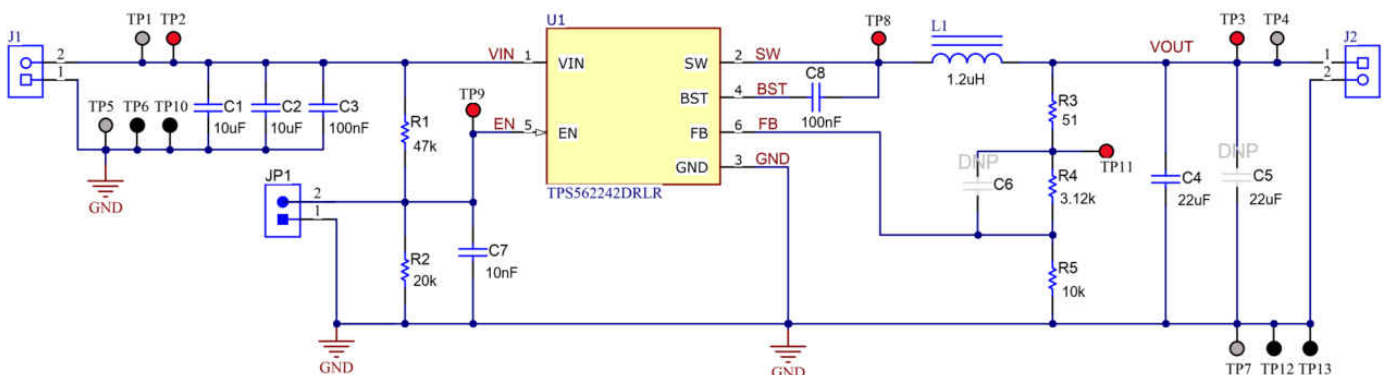 TP1 TP2
J1
2
1
TP5 TP6 TP10
GND
C1
10uF
C2
10uF
C3
100nF
R1
47k
JP1
2
1
R2
20k
TP9
EN
C7
10nF
GND
U1
VIN 1 VIN
5 EN
SW 2 SW
BST 4 BST
FB 6 FB
GND 3 GND
TPS562242DRLR
GND
C8
100nF
TP8
L1
1.2uH
R3
51
TP11
DNP
C6
R4
3.12k
R5
10k
VOUT
C4
22uF
TP3 TP4
DNP
C5
22uF
J2
1
2
TP7 TP12 TP13